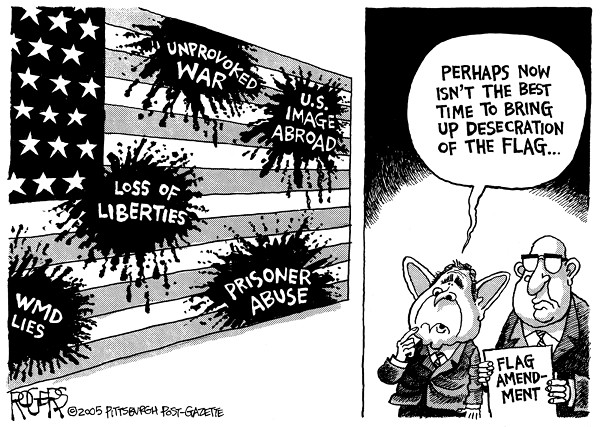 UNPROVOKED
WAR
U.S.
IMAGE
ABROAD
LOSS OF
LIBERTIES
PRISONER
ABUSE
WMD
LIES
ROGERS ©2005 PITTSBURGH POST-GAZETTE
PERHAPS NOW
ISN'T THE BEST
TIME TO BRING
UP DESECRATION
OF THE FLAG...
FLAG
AMEND-
MENT